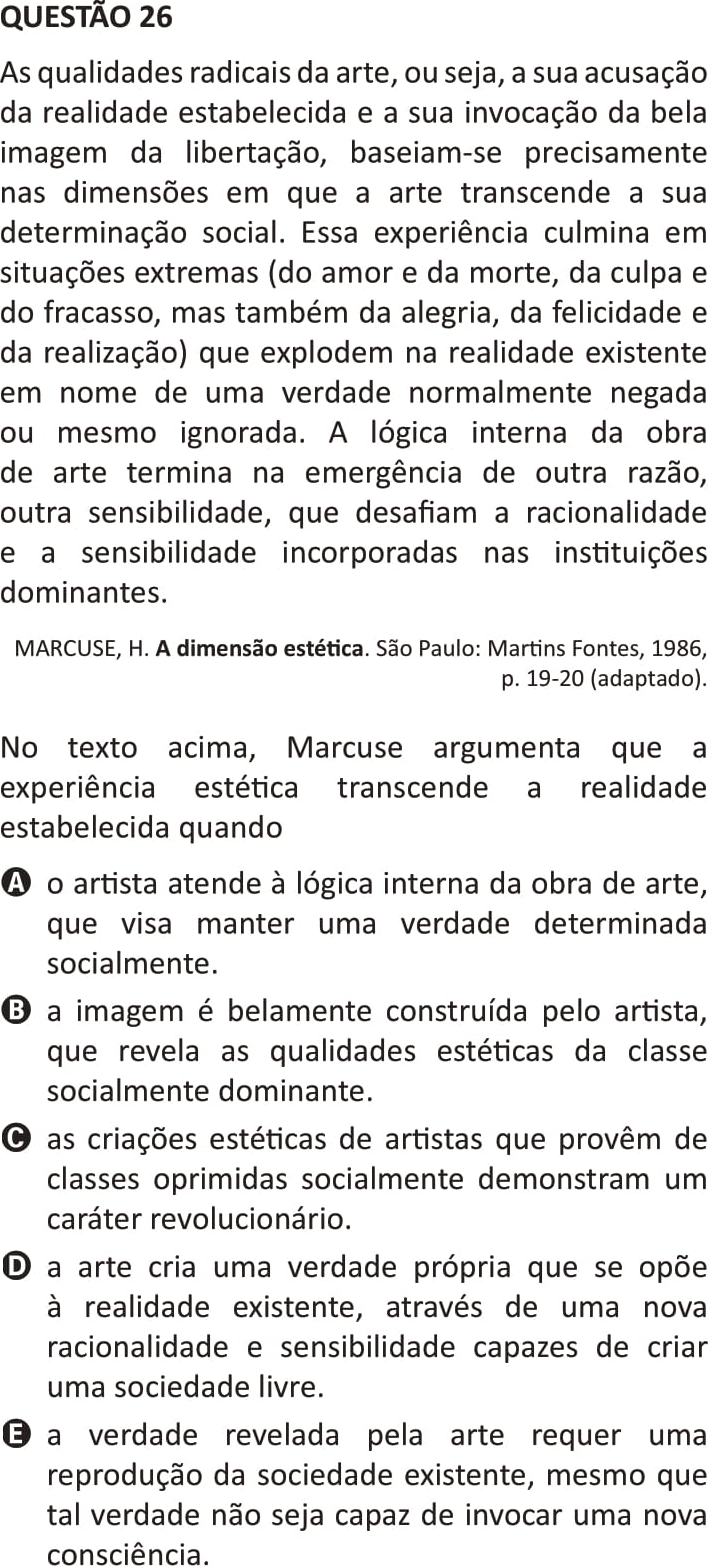 QUESTÃO 26
As qualidades radicais da arte, ou seja, a sua acusação
da realidade estabelecida e a sua invocação da bela
imagem da libertação, baseiam-se precisamente
nas dimensões em que a arte transcende a sua
determinação social. Essa experiência culmina em
situações extremas (do amor e da morte, da culpa e
do fracasso, mas também da alegria, da felicidade e
da realização) que explodem na realidade existente
em nome de uma verdade normalmente negada
ou mesmo ignorada. A lógica interna da obra
de arte termina na emergência de outra razão,
outra sensibilidade, que desafiam a racionalidade
e a sensibilidade incorporadas nas instituições
dominantes.
MARCUSE, H. A dimensão estética. São Paulo: Martins Fontes, 1986,
p. 19-20 (adaptado).
No texto acima, Marcuse argumenta que a
experiência estética transcende a realidade
estabelecida quando
A o artista atende à lógica interna da obra de arte,
que visa manter uma verdade determinada
socialmente.
B a imagem é belamente construída pelo artista,
que revela as qualidades estéticas da classe
socialmente dominante.
C as criações estéticas de artistas que provêm de
classes oprimidas socialmente demonstram um
caráter revolucionário.
D a arte cria uma verdade própria que se opõe
à realidade existente, através de uma nova
racionalidade e sensibilidade capazes de criar
uma sociedade livre.
E a verdade revelada pela arte requer uma
reprodução da sociedade existente, mesmo que
tal verdade não seja capaz de invocar uma nova
consciência.